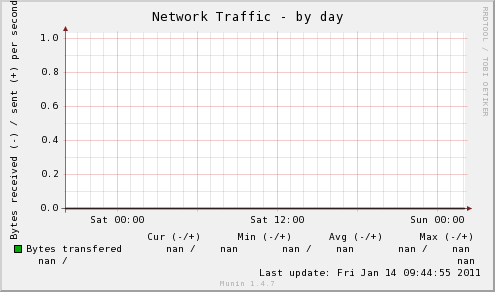 Network Traffic - by day
RRDTOOL / TOBI OETIKER
Bytes received (-) / sent (+) per second
1.0
0.8
0.6
0.4
0.2
0.0
Sat 00:00 Sat 12:00 Sun 00:00
Cur (-/+) Min (-/+) Avg (-/+) Max (-/+)
Bytes transfered nan / nan nan / nan nan / nan
nan / nan
Last update: Fri Jan 14 09:44:55 2011
Munin 1.4.7